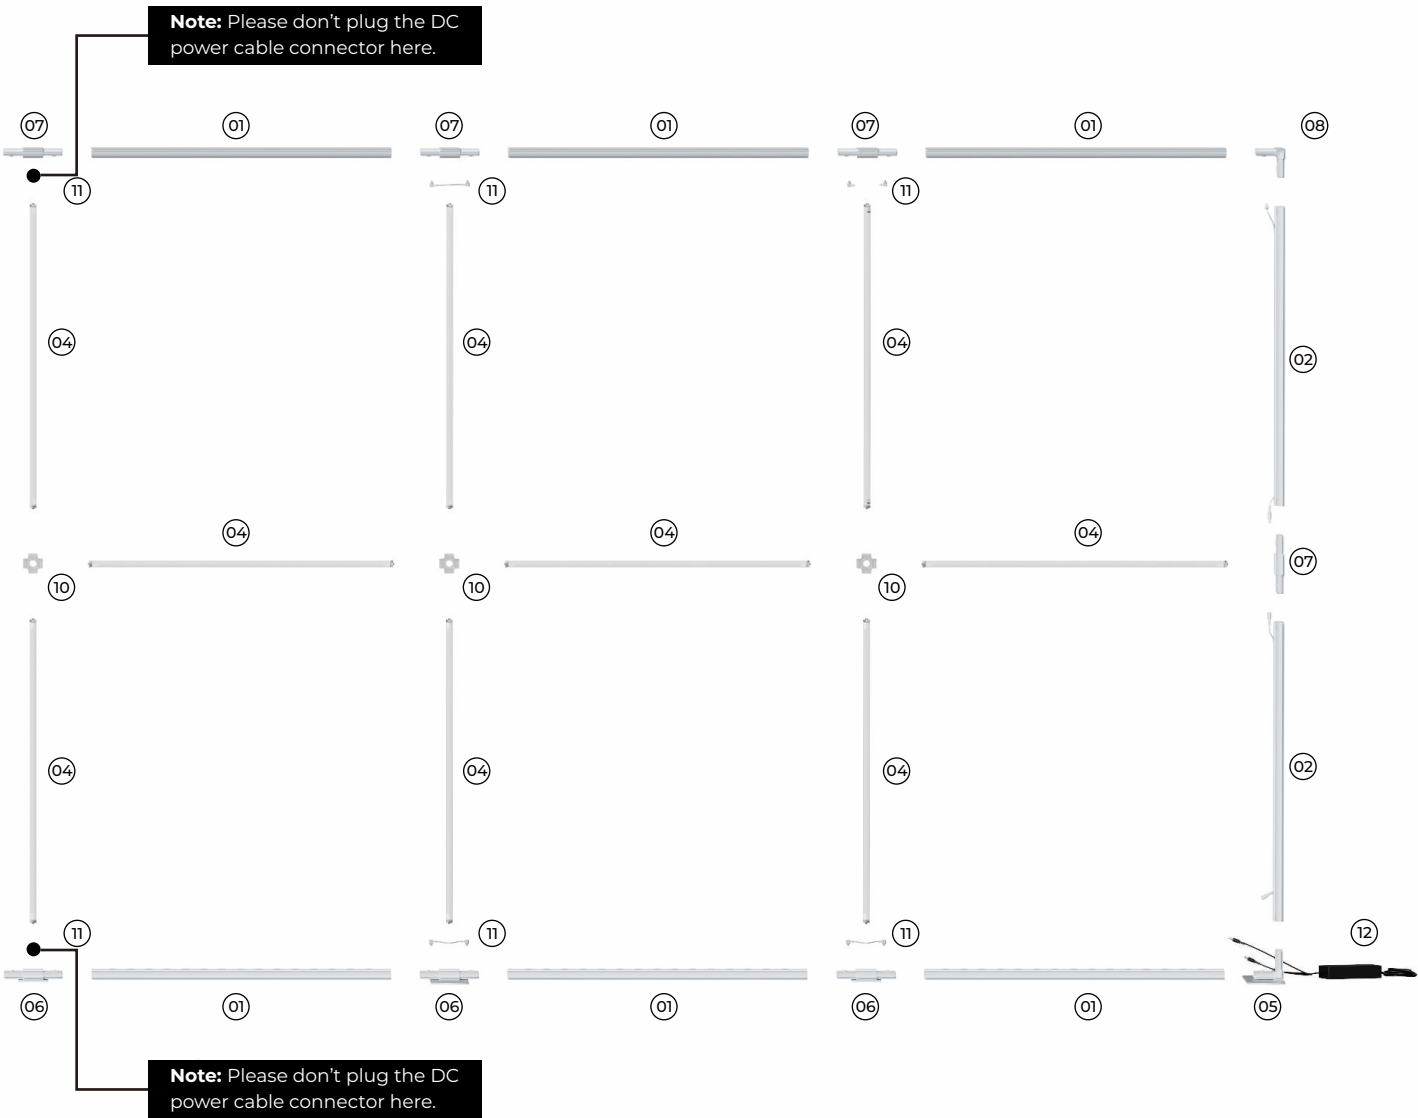 Note: Please don't plug the DC
power cable connector here.
07 01 07 01 07 01 08
11 11 11
04 04 04 02
04 04 04
10 10 10 07
04 04 04 02
11 11 11 12
06 01 06 01 06 01 05
Note: Please don't plug the DC
power cable connector here.